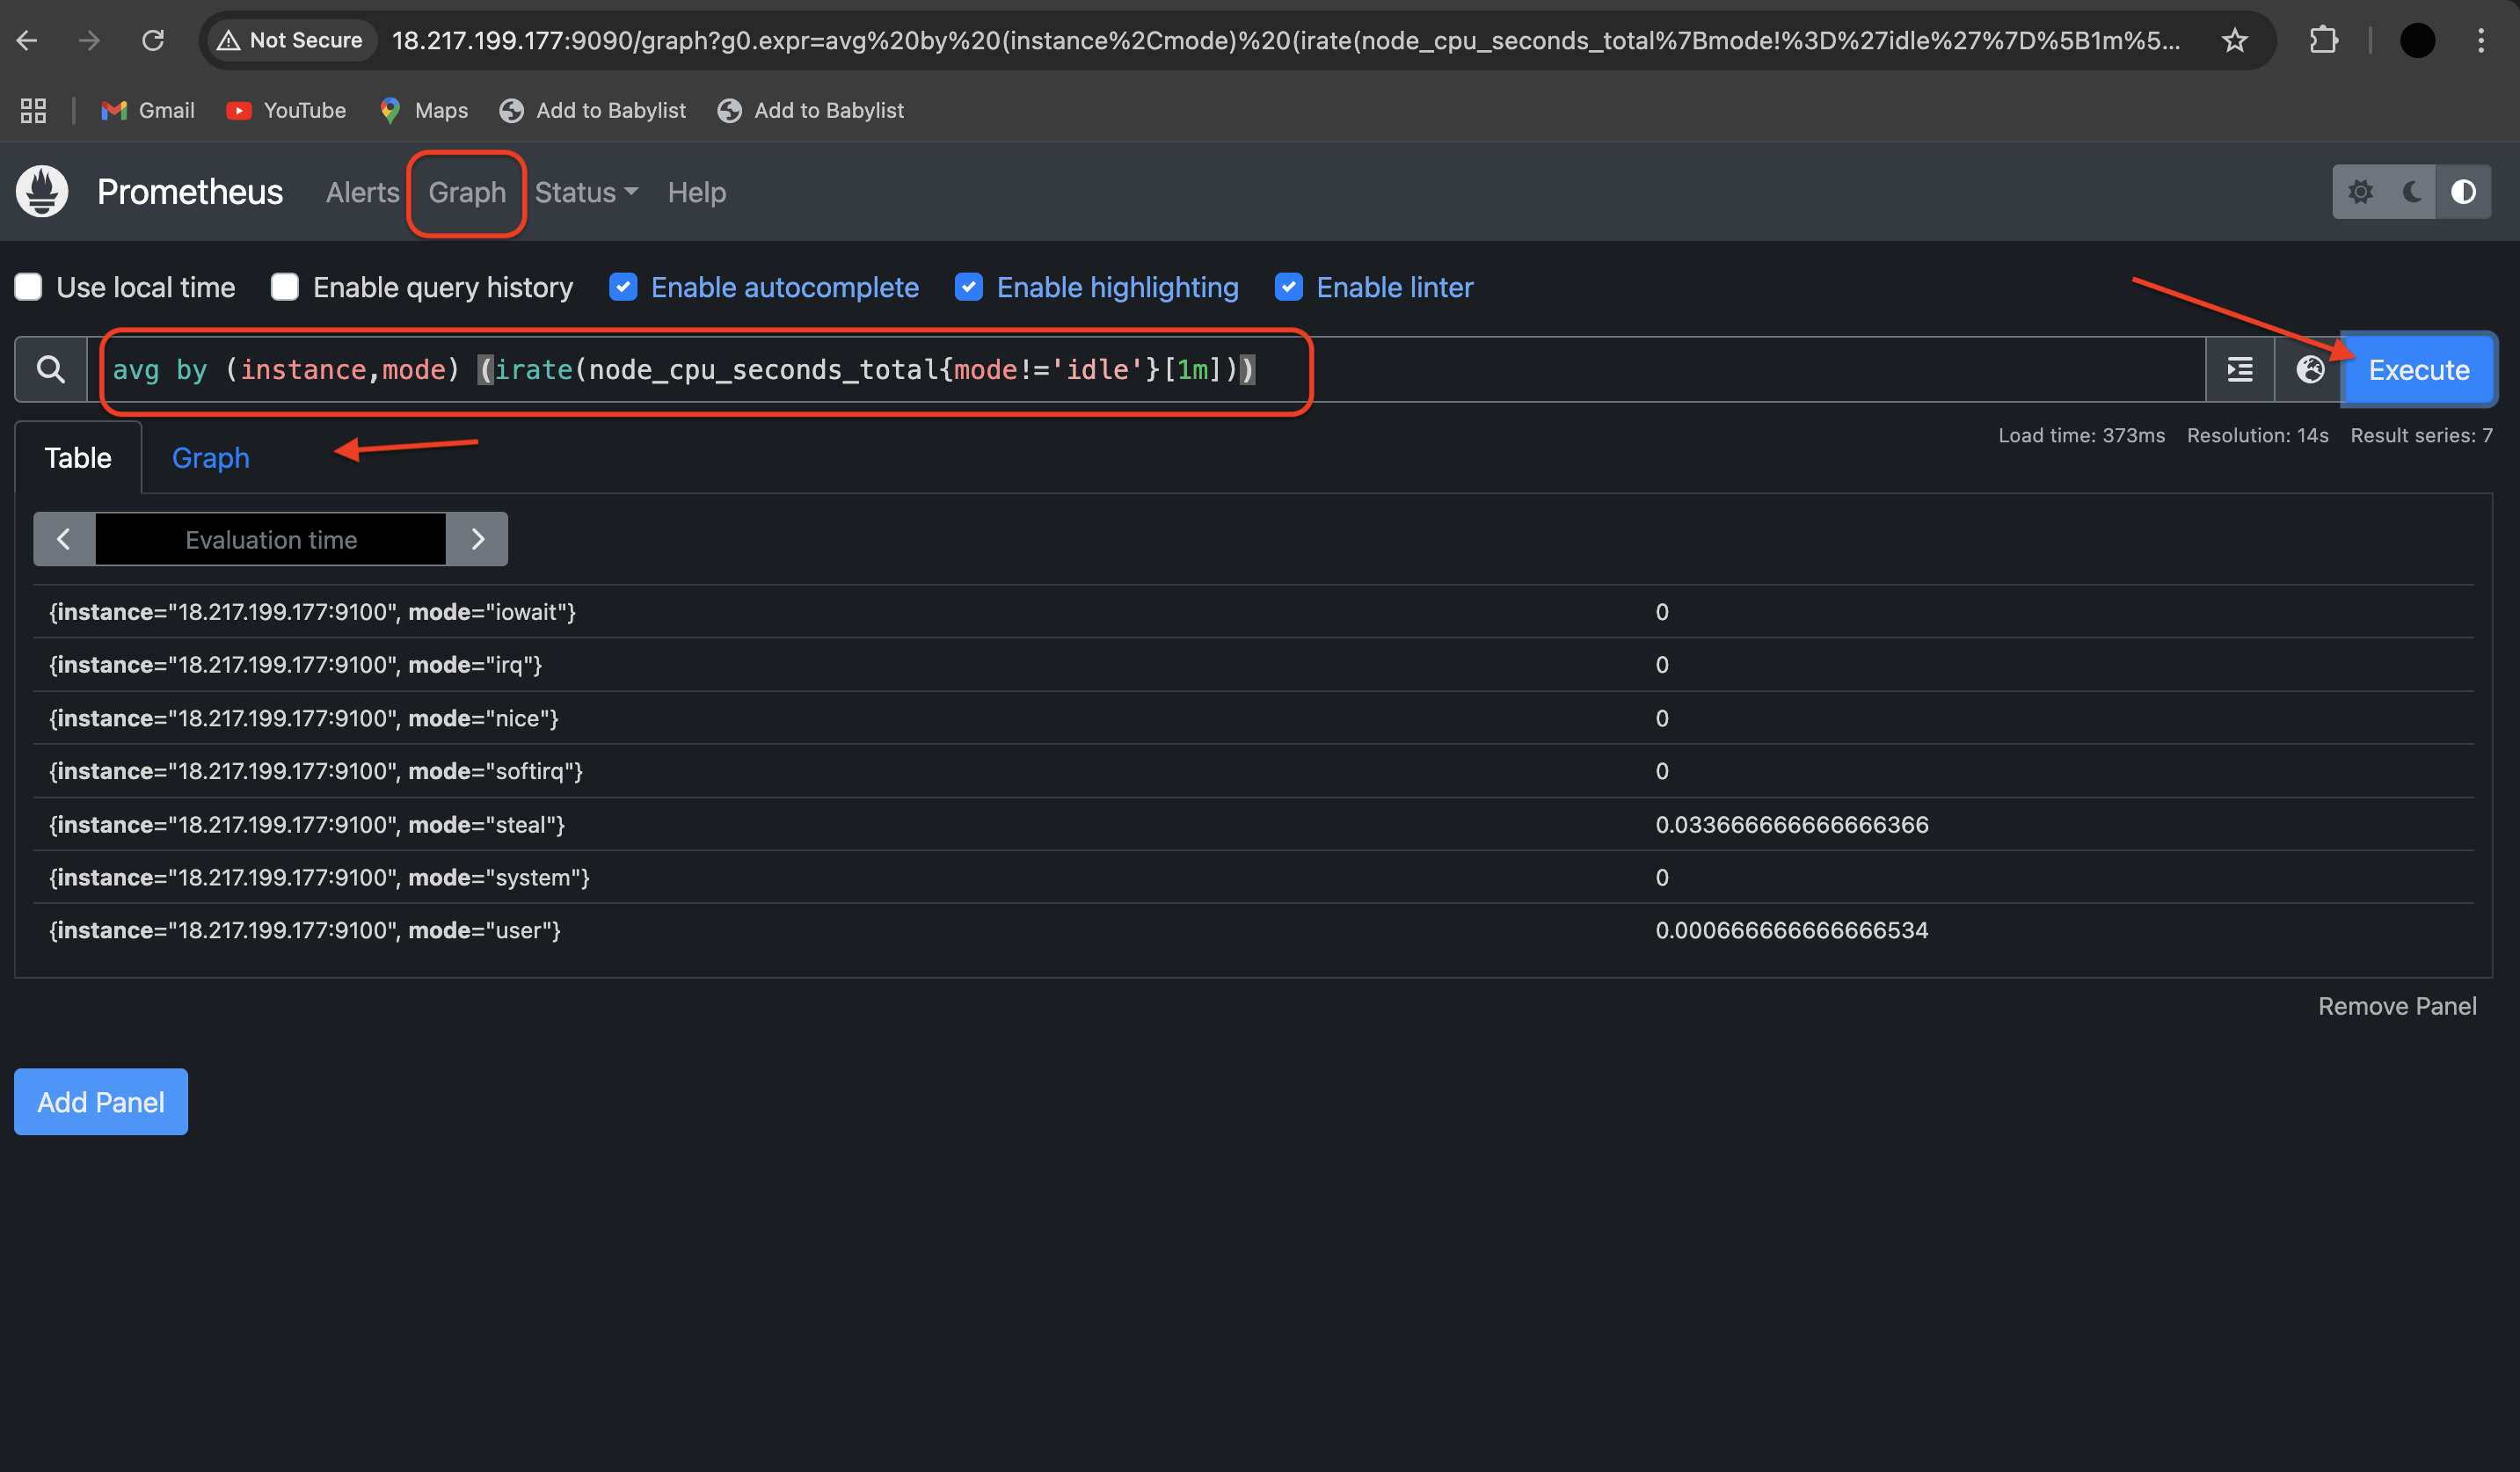 Not Secure 18.217.199.177:9090/graph?g0.expr=avg%20by%20(instance%2Cmode)%20(irate(node_cpu_seconds_total%7Bmode!%3D%27idle%27%7D%5B1m%5...
Gmail YouTube Maps Add to Babylist Add to Babylist
Prometheus Alerts Graph Status Help
Use local time Enable query history Enable autocomplete Enable highlighting Enable linter
avg by (instance,mode) (irate(node_cpu_seconds_total{mode!='idle'}[1m])) Execute
Table Graph Load time: 373ms Resolution: 14s Result series: 7
Evaluation time
{instance="18.217.199.177:9100", mode="iowait"} 0
{instance="18.217.199.177:9100", mode="irq"} 0
{instance="18.217.199.177:9100", mode="nice"} 0
{instance="18.217.199.177:9100", mode="softirq"} 0
{instance="18.217.199.177:9100", mode="steal"} 0.033666666666666366
{instance="18.217.199.177:9100", mode="system"} 0
{instance="18.217.199.177:9100", mode="user"} 0.000666666666666534
Remove Panel
Add Panel